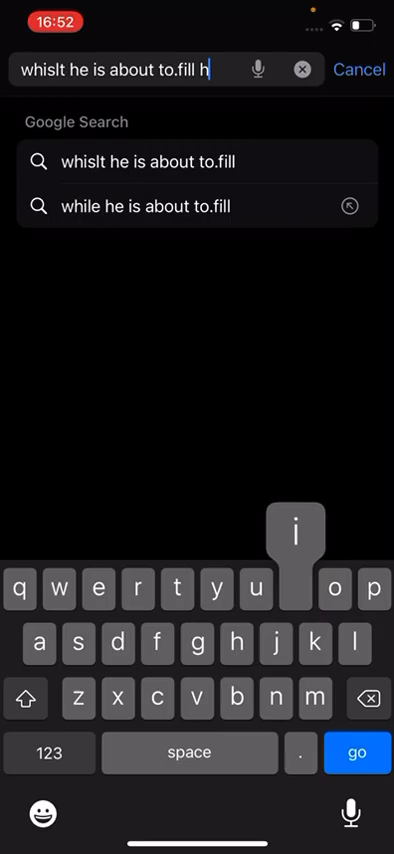 16:52
whislt he is about to.fill h
Cancel
Google Search
whislt he is about to.fill
while he is about to.fill
i
q w e r t y u o p
a s d f g h j k l
z x c v b n m
123 space . go